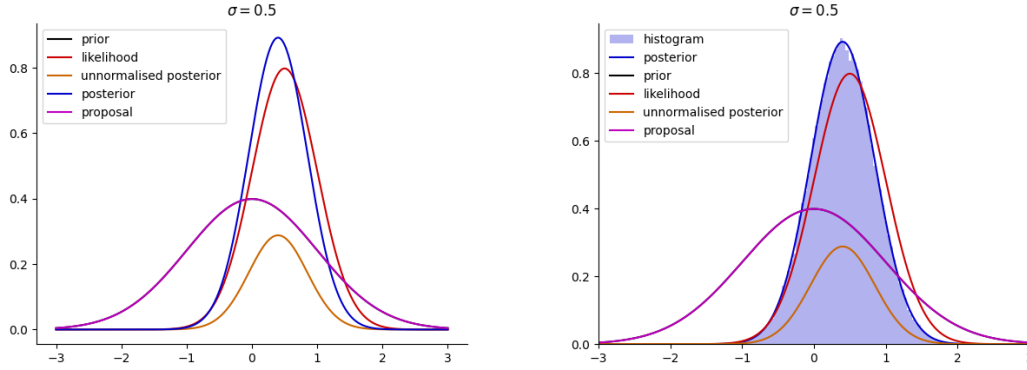 σ = 0.5
prior
likelihood
unnormalised posterior
posterior
proposal
0.8
0.6
0.4
0.2
0.0
−3
−2
−1
0
1
2
3
σ = 0.5
histogram
posterior
prior
likelihood
unnormalised posterior
proposal
0.8
0.6
0.4
0.2
0.0
−3
−2
−1
0
1
2